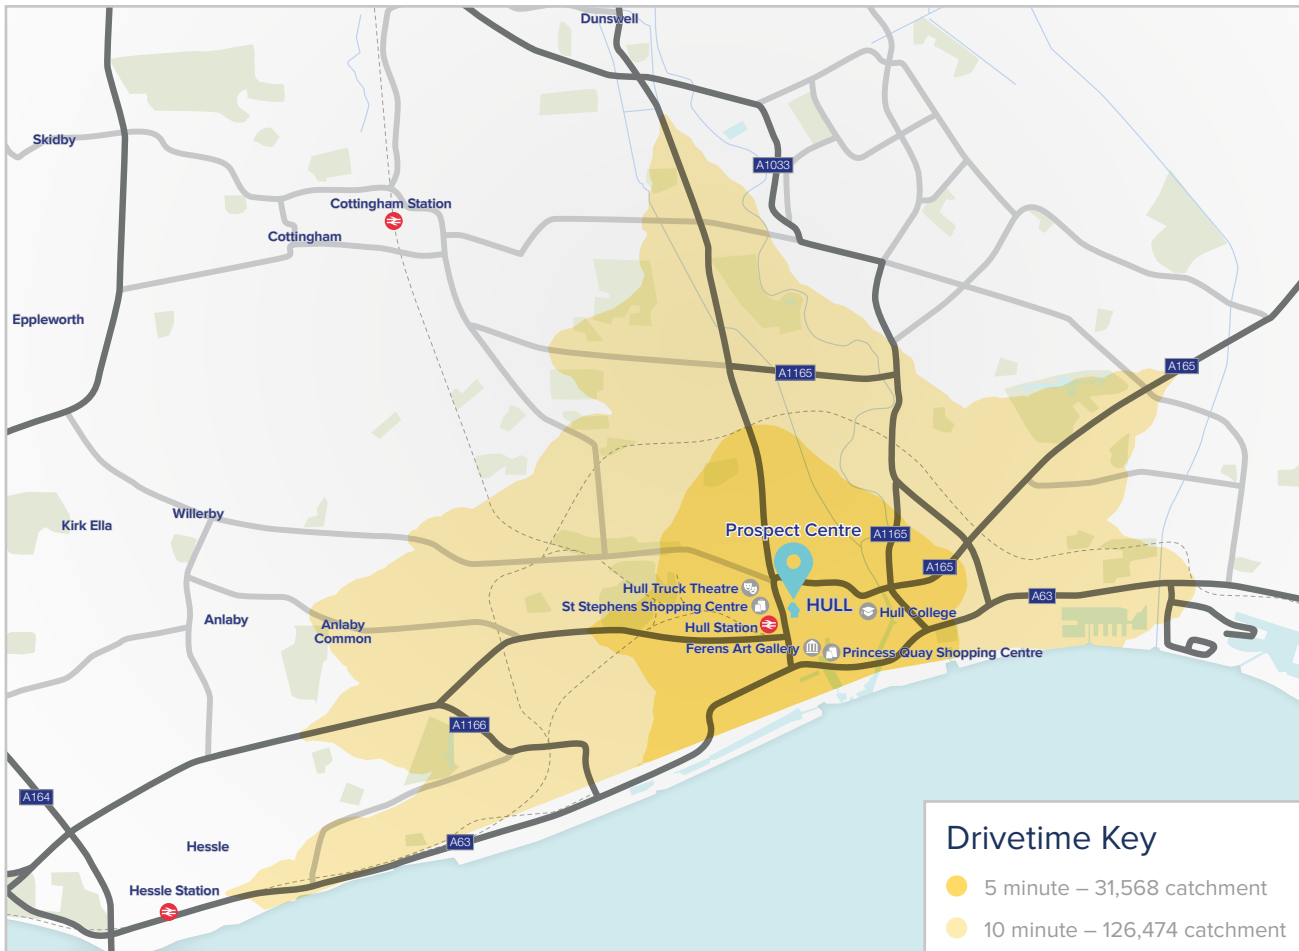 Dunswell
Skidby
A1033
Cottingham Station
Cottingham
Eppleworth
A165
A1165
Willerby
Kirk Ella
Prospect Centre
A1165
A165
Hull Truck Theatre
St Stephens Shopping Centre
HULL
Hull College
A63
Anlaby
Anlaby
Common
Hull Station
Ferens Art Gallery
Princess Quay Shopping Centre
A1166
A164
Hessle
A63
Hessle Station
Drivetime Key
5 minute – 31,568 catchment
10 minute – 126,474 catchment